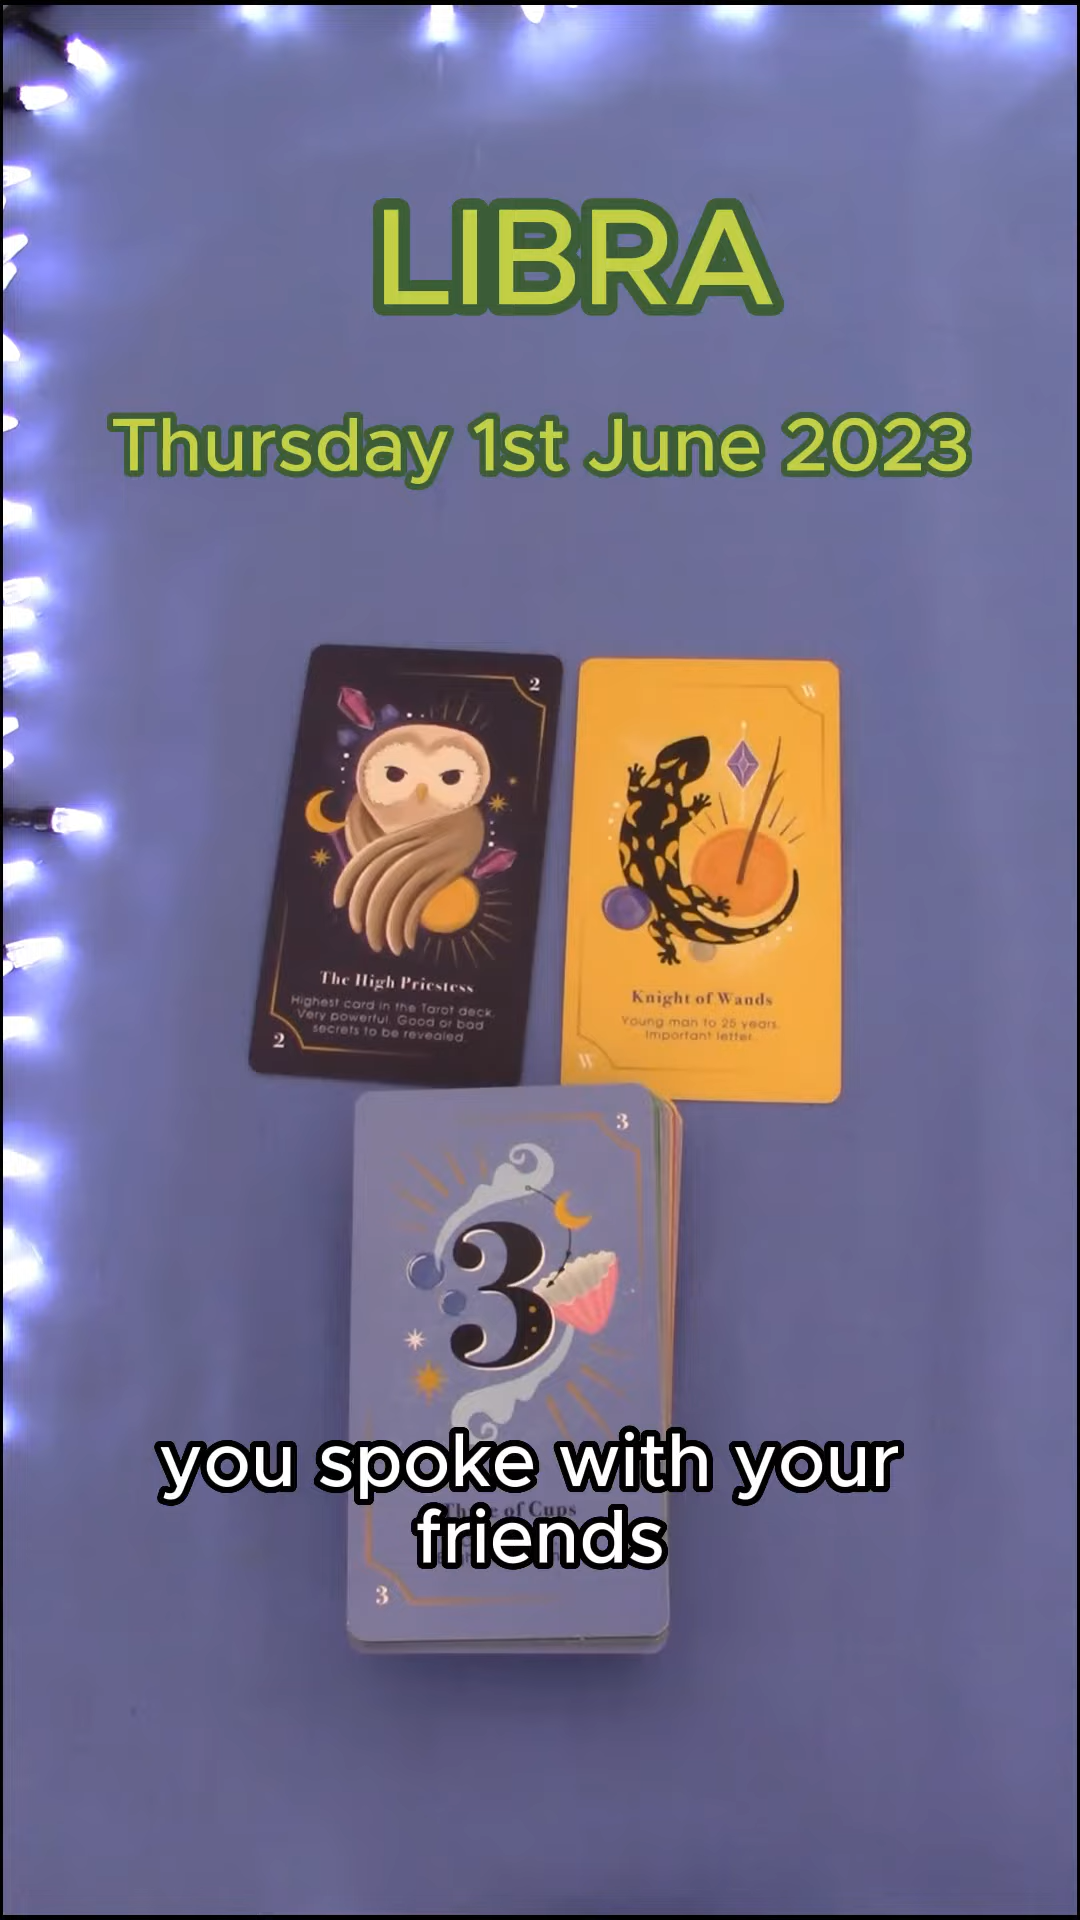 LIBRA
Thursday 1st June 2023
2
W
The High Priestess
Highest card in the Tarot deck.
Very powerful. Good or bad
secrets to be revealed.
2
Knight of Wands
Young man to 25 years.
Important letter.
W
3
3
you spoke with your
of Cups
friends
3